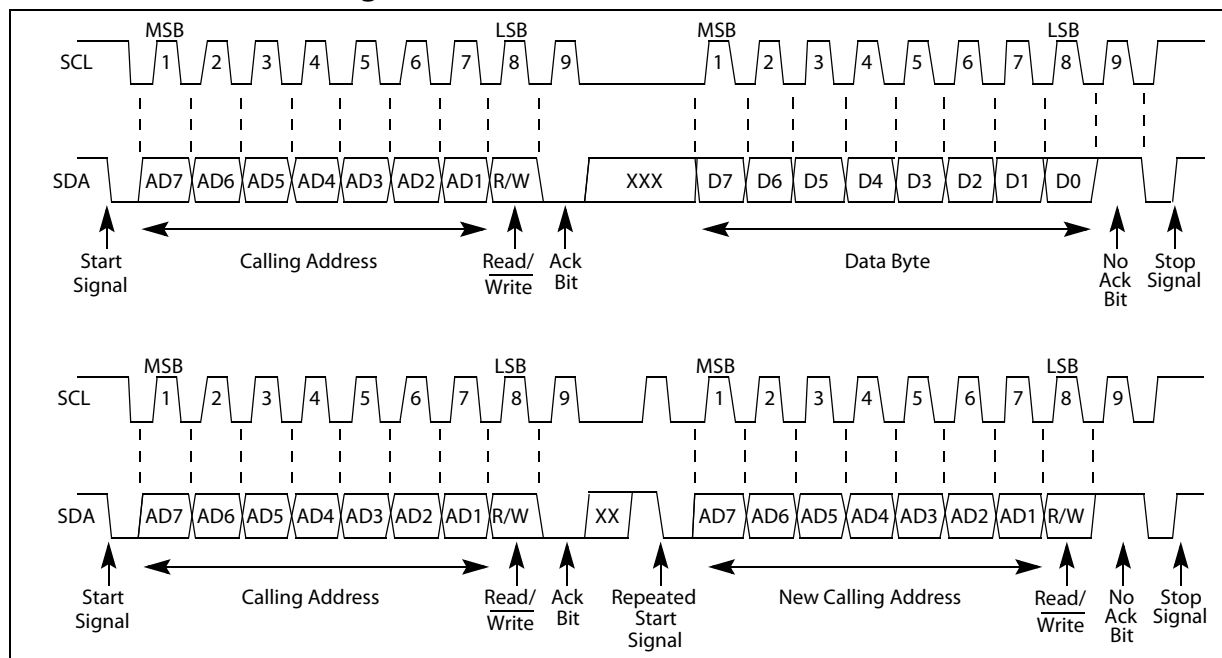 MSB LSB MSB LSB
SCL 1 2 3 4 5 6 7 8 9 1 2 3 4 5 6 7 8 9
SDA AD7 AD6 AD5 AD4 AD3 AD2 AD1 R/W XXX D7 D6 D5 D4 D3 D2 D1 D0
Start Signal
Calling Address
Read/
Write
Ack
Bit
Data Byte
No
Ack
Bit
Stop
Signal
MSB LSB MSB LSB
SCL 1 2 3 4 5 6 7 8 9 1 2 3 4 5 6 7 8 9
SDA AD7 AD6 AD5 AD4 AD3 AD2 AD1 R/W XX AD7 AD6 AD5 AD4 AD3 AD2 AD1 R/W
Start
Signal
Calling Address
Read/
Write
Ack
Bit
Repeated
Start
Signal
New Calling Address
Read/
Write
No
Ack
Bit
Stop
Signal